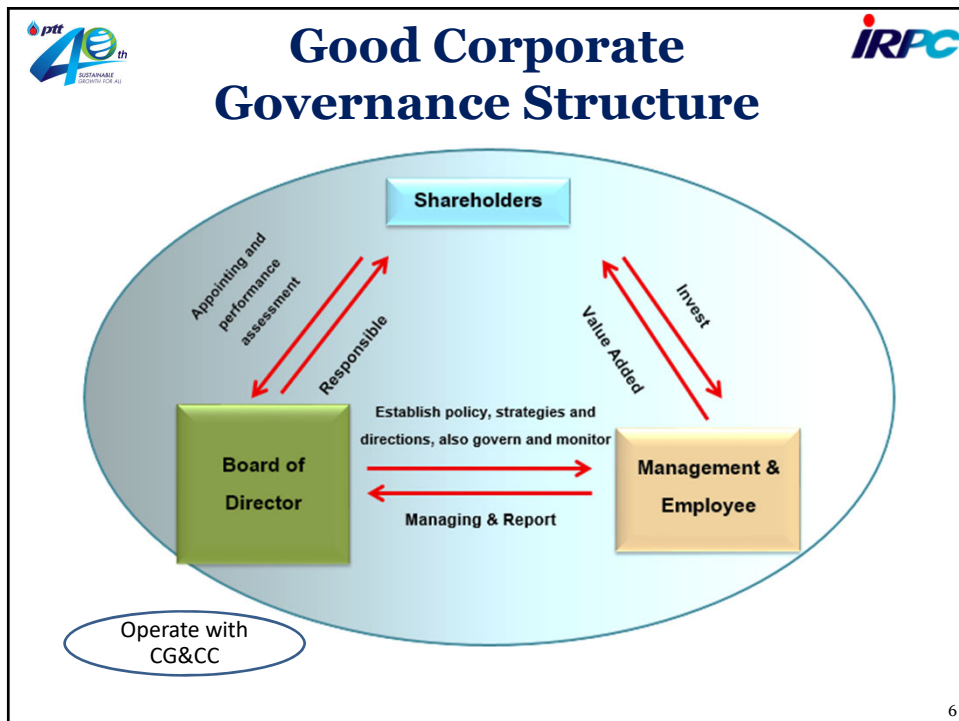 ptt
40th
SUSTAINABLE
GROWTH FOR ALL
Good Corporate
Governance Structure
IRPC
Shareholders
Appointing and
performance
assessment
Responsible
Invest
Value Added
Establish policy, strategies and
directions, also govern and monitor
Board of
Director
Management &
Employee
Managing & Report
Operate with
CG&CC
6